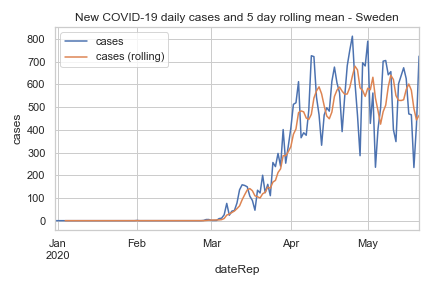 New COVID-19 daily cases and 5 day rolling mean - Sweden
cases
cases (rolling)
800
700
600
500
400
300
200
100
0
cases
Jan
2020
Feb
Mar
Apr
May
dateRep